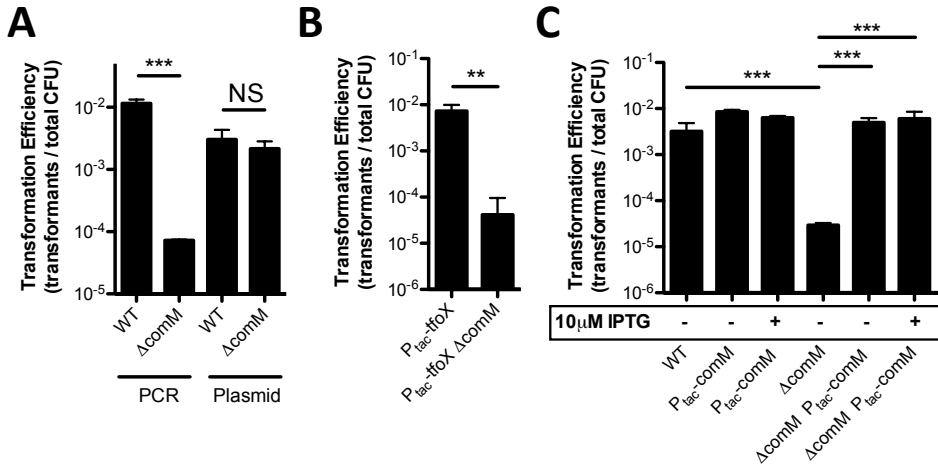 A
Transformation Efficiency
(transformants / total CFU)
10-2
10-3
10-4
10-5
***
NS
WT
ΔcomM
WT
ΔcomM
PCR
Plasmid
B
Transformation Efficiency
(transformants / total CFU)
10-1
10-2
10-3
10-4
10-5
10-6
**
Ptac-tfoX
Ptac-tfoX ΔcomM
C
Transformation Efficiency
(transformants / total CFU)
10-1
10-2
10-3
10-4
10-5
10-6
***
***
***
10µM IPTG - - + - - +
WT
Ptac-comM
Ptac-comM
ΔcomM
ΔcomM Ptac-comM
ΔcomM Ptac-comM